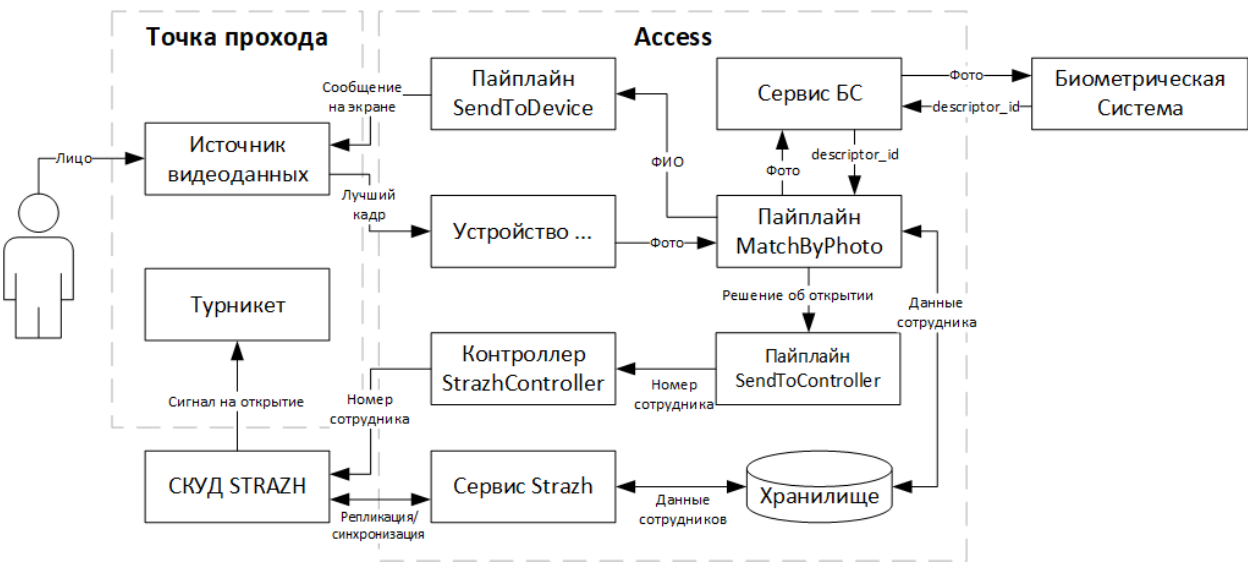 Точка прохода
Access
Пайплайн
SendToDevice
Сервис БС
Фото
descriptor_id
Биометрическая
Система
Сообщение
на экране
Источник
видеоданных
Лицо
ФИО
Фото
descriptor_id
Лучший
кадр
Устройство ...
Фото
Пайплайн
MatchByPhoto
Турникет
Решение об открытии
Данные
сотрудника
Контроллер
StrazhController
Номер
сотрудника
Пайплайн
SendToController
Сигнал на открытие
Номер
сотрудника
СКУД STRAZH
Репликация/
синхронизация
Сервис Strazh
Данные
сотрудников
Хранилище